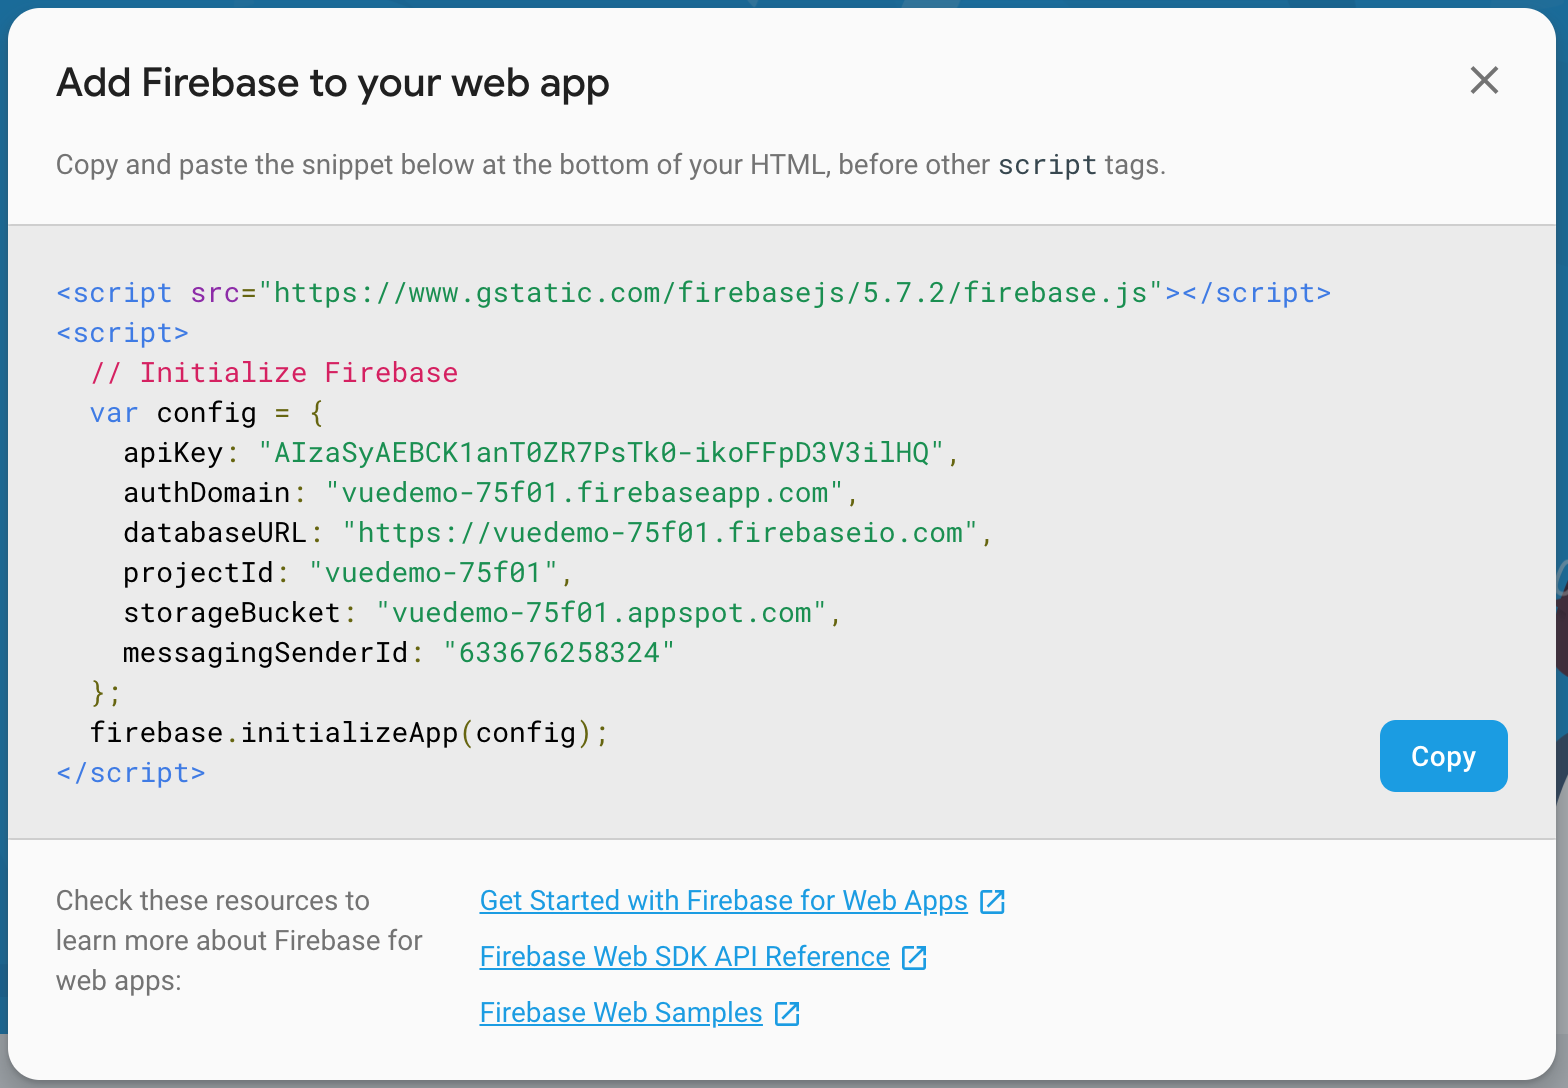 Add Firebase to your web app
Copy and paste the snippet below at the bottom of your HTML, before other script tags.
<script src="https://www.gstatic.com/firebasejs/5.7.2/firebase.js"></script>
<script>
  // Initialize Firebase
  var config = {
    apiKey: "AIzaSyAEBCK1anT0ZR7PsTk0-ikoFFpD3V3ilHQ",
    authDomain: "vuedemo-75f01.firebaseapp.com",
    databaseURL: "https://vuedemo-75f01.firebaseio.com",
    projectId: "vuedemo-75f01",
    storageBucket: "vuedemo-75f01.appspot.com",
    messagingSenderId: "633676258324"
  };
  firebase.initializeApp(config);
</script>
Copy
Check these resources to
learn more about Firebase for
web apps:
Get Started with Firebase for Web Apps
Firebase Web SDK API Reference
Firebase Web Samples